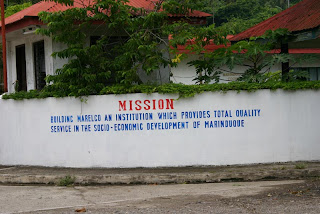 MISSION
BUILDING MARELCO AN INSTITUTION WHICH PROVIDES TOTAL QUALITY
SERVICE IN THE SOCIO-ECONOMIC DEVELOPMENT OF MARINDUQUE